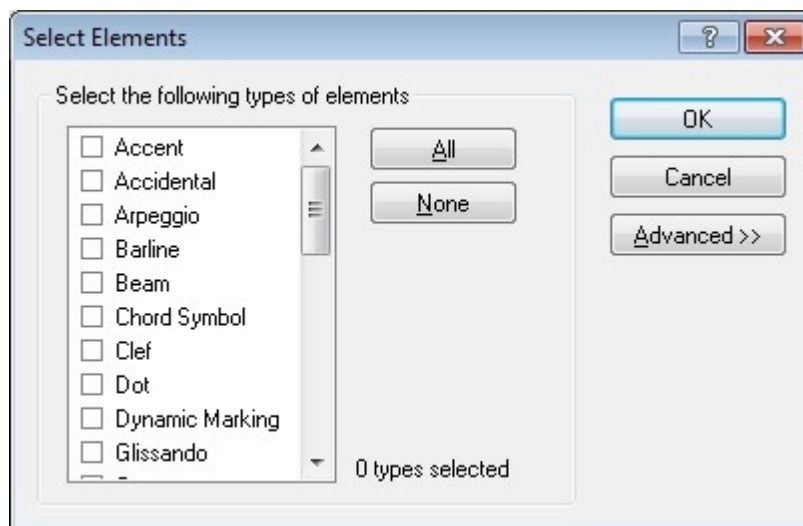 Select Elements
Select the following types of elements
Accent
Accidental
Arpeggio
Barline
Beam
Chord Symbol
Clef
Dot
Dynamic Marking
Glissando
All
None
0 types selected
OK
Cancel
Advanced >>